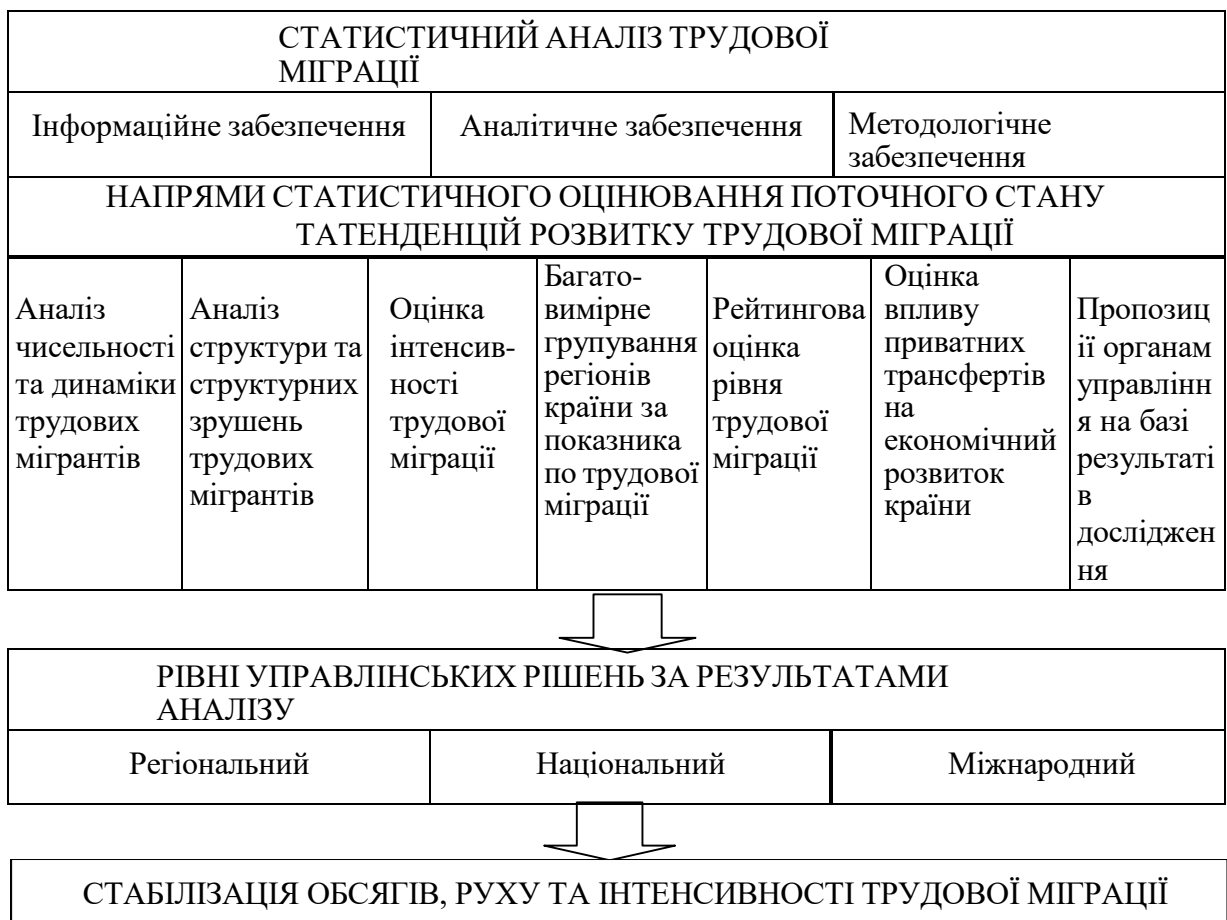 СТАТИСТИЧНИЙ АНАЛІЗ ТРУДОВОЇ
МІГРАЦІЇ
Інформаційне забезпечення
Аналітичне забезпечення
Методологічне
забезпечення
НАПРЯМИ СТАТИСТИЧНОГО ОЦІНЮВАННЯ ПОТОЧНОГО СТАНУ
ТАТЕНДЕНЦІЙ РОЗВИТКУ ТРУДОВОЇ МІГРАЦІЇ
Аналіз
чисельності
та динаміки
трудових
мігрантів
Аналіз
структури та
структурних
зрушень
трудових
мігрантів
Оцінка
інтенсив-
ності
трудової
міграції
Багато-
вимірне
групування
регіонів
країни за
показника
по трудової
міграції
Рейтингова
оцінка
рівня
трудової
міграції
Оцінка
впливу
приватних
трансфертів
на
економічний
розвиток
країни
Пропозиц
ії органам
управлінн
я на базі
результаті
в
досліджен
ня
РІВНІ УПРАВЛІНСЬКИХ РІШЕНЬ ЗА РЕЗУЛЬТАТАМИ
АНАЛІЗУ
Регіональний
Національний
Міжнародний
СТАБІЛІЗАЦІЯ ОБСЯГІВ, РУХУ ТА ІНТЕНСИВНОСТІ ТРУДОВОЇ МІГРАЦІЇ